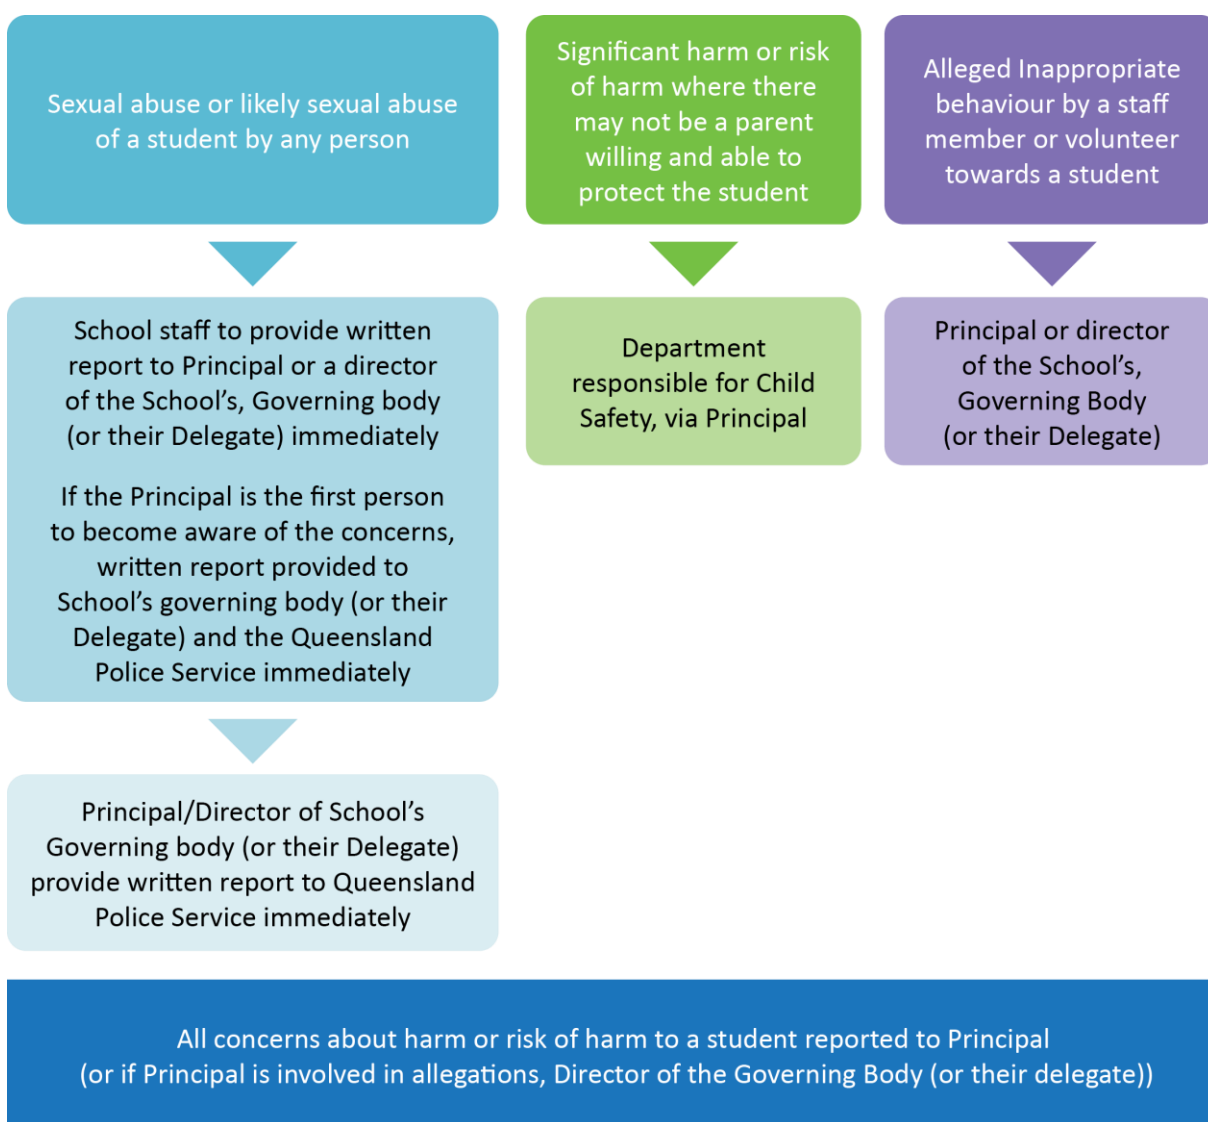 Sexual abuse or likely sexual abuse
of a student by any person
School staff to provide written
report to Principal or a director
of the School’s, Governing body
(or their Delegate) immediately
If the Principal is the first person
to become aware of the concerns,
written report provided to
School’s governing body (or their
Delegate) and the Queensland
Police Service immediately
Principal/Director of School’s
Governing body (or their Delegate)
provide written report to Queensland
Police Service immediately
Significant harm or risk
of harm where there
may not be a parent
willing and able to
protect the student
Department
responsible for Child
Safety, via Principal
Alleged Inappropriate
behaviour by a staff
member or volunteer
towards a student
Principal or director
of the School’s,
Governing Body
(or their Delegate)
All concerns about harm or risk of harm to a student reported to Principal
(or if Principal is involved in allegations, Director of the Governing Body (or their delegate))